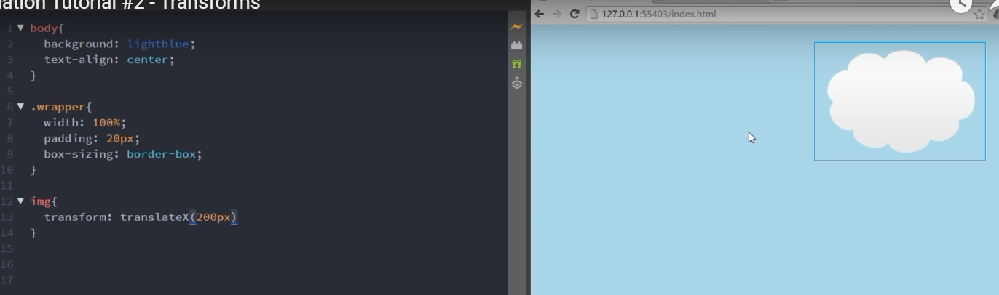 lation Tutorial #2 - Transforms
1 body{
2 background: lightblue;
3 text-align: center;
4 }
5
6 .wrapper{
7 width: 100%;
8 padding: 20px;
9 box-sizing: border-box;
10 }
11
12 img{
13 transform: translateX(200px)
14 }
15
16
17
127.0.0.1:55403/index.html